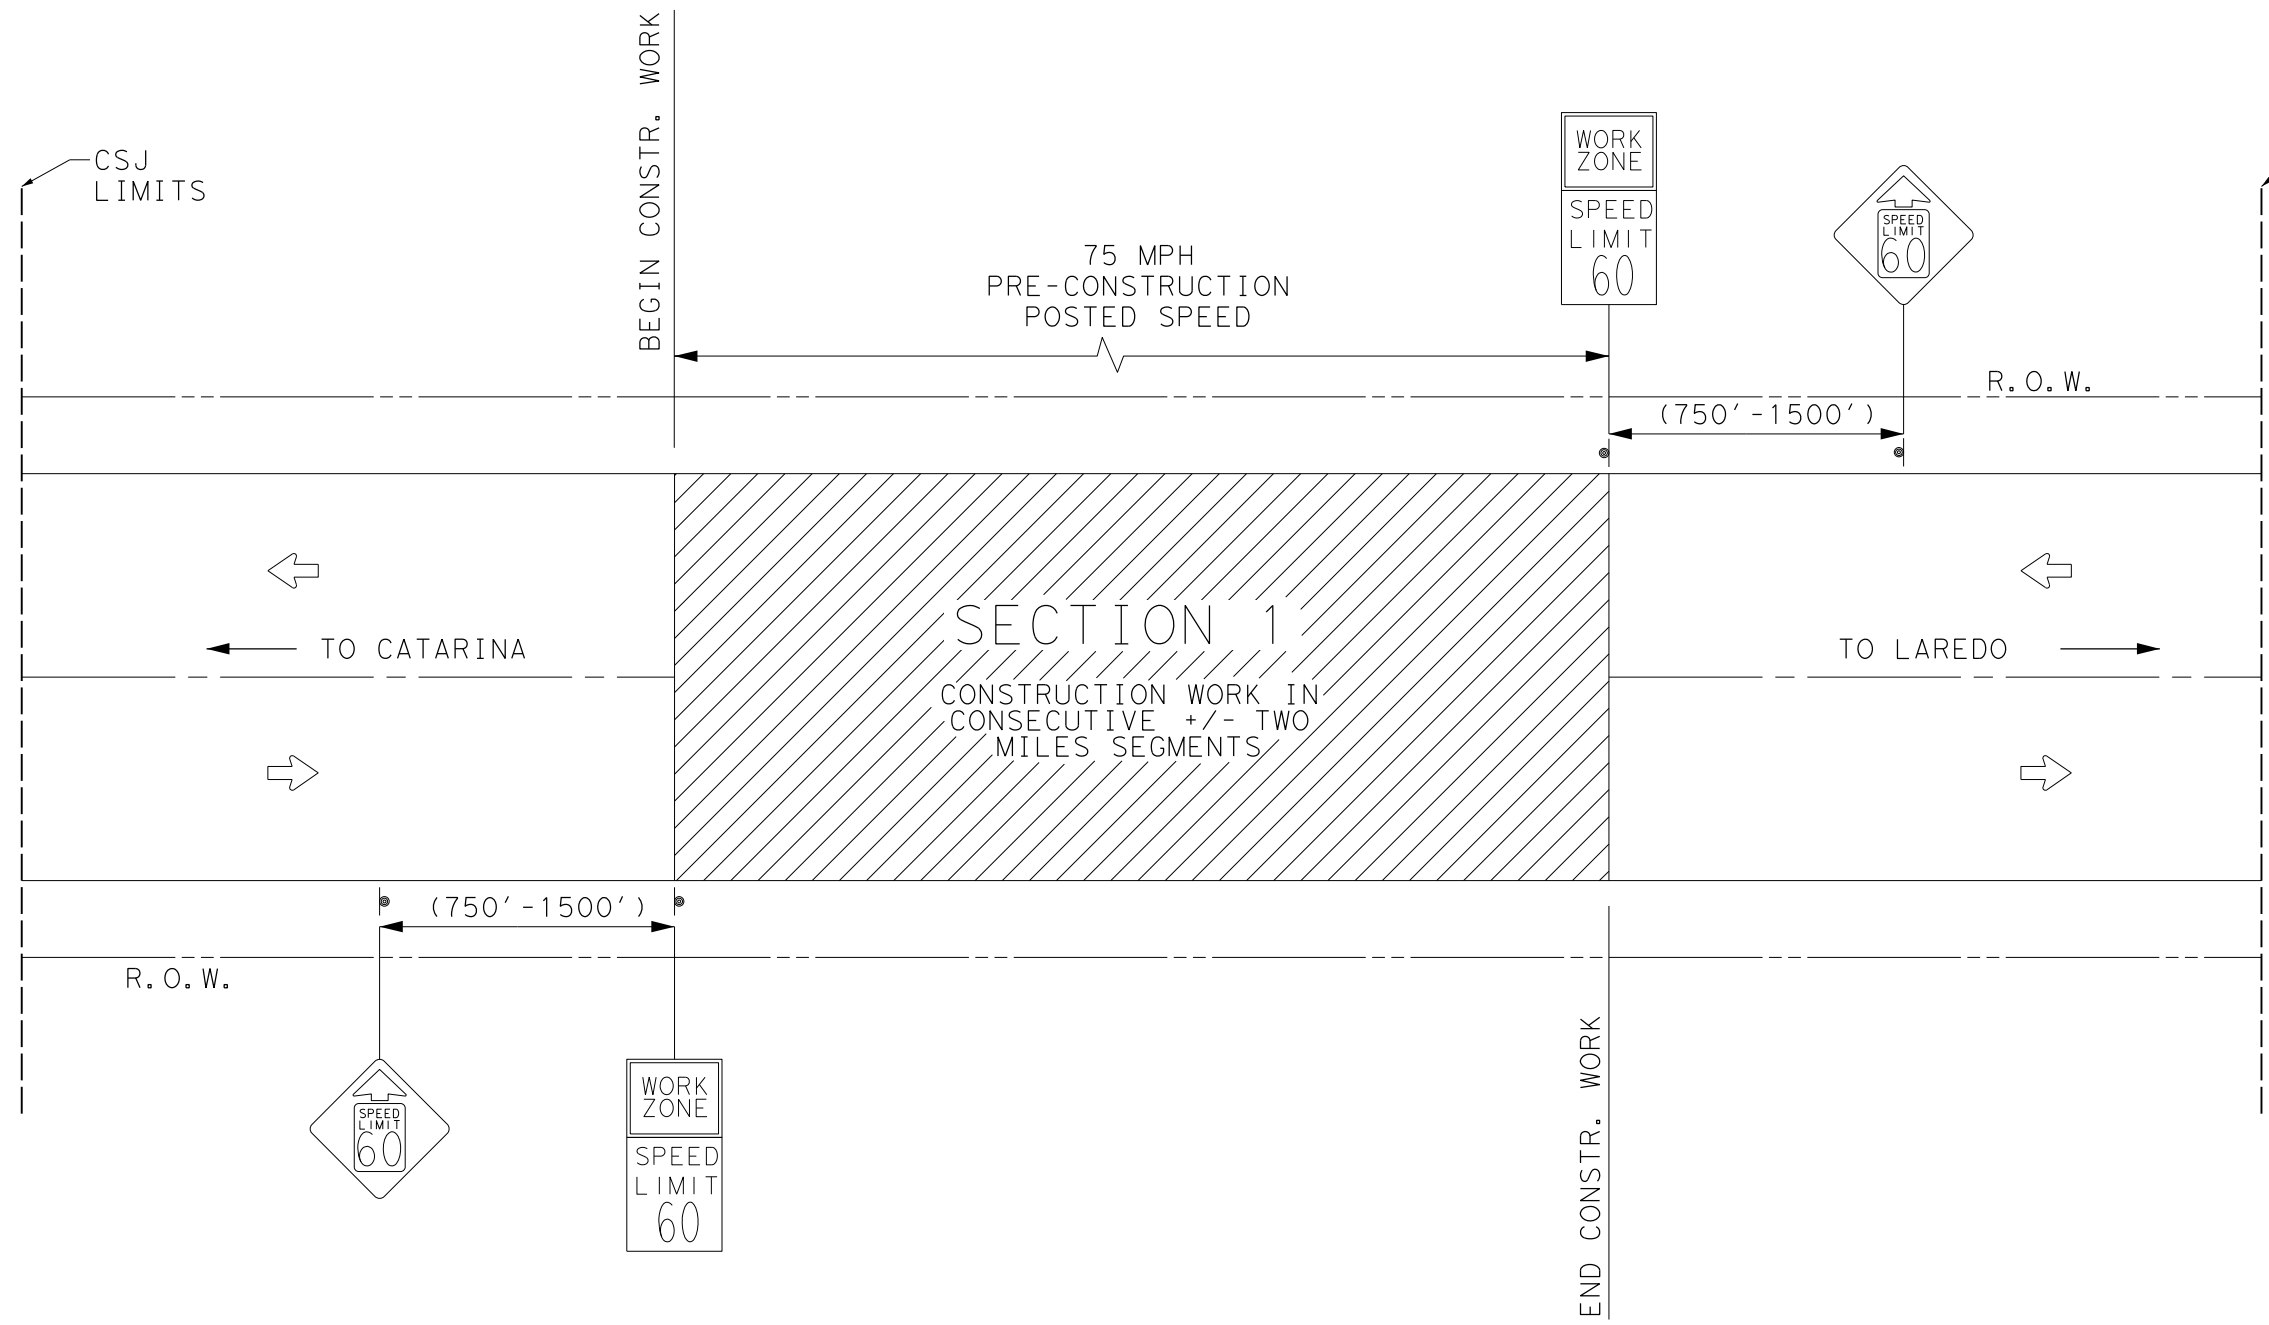 BEGIN CONSTR. WORK
CSJ
LIMITS
WORK
ZONE
SPEED
LIMIT
60
SPEED
LIMIT
60
75 MPH
PRE-CONSTRUCTION
POSTED SPEED
R.O.W.
(750'-1500')
SECTION 1
TO CATARINA
TO LAREDO
CONSTRUCTION WORK IN
CONSECUTIVE +/- TWO
MILES SEGMENTS
(750'-1500')
R.O.W.
SPEED
LIMIT
60
WORK
ZONE
SPEED
LIMIT
60
END CONSTR. WORK